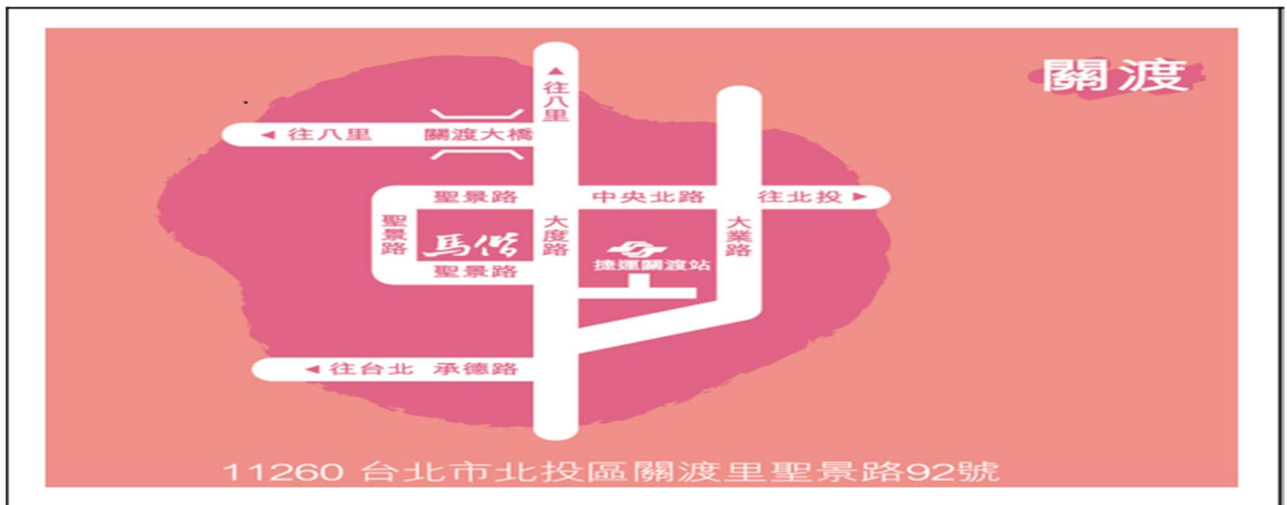 關渡
▲往八里
◄ 往八里 關渡大橋
聖景路
中央北路
往北投 ►
聖景路
馬偕
大度路
捷運關渡站
大業路
聖景路
◄ 往台北 承德路
11260 台北市北投區關渡里聖景路92號